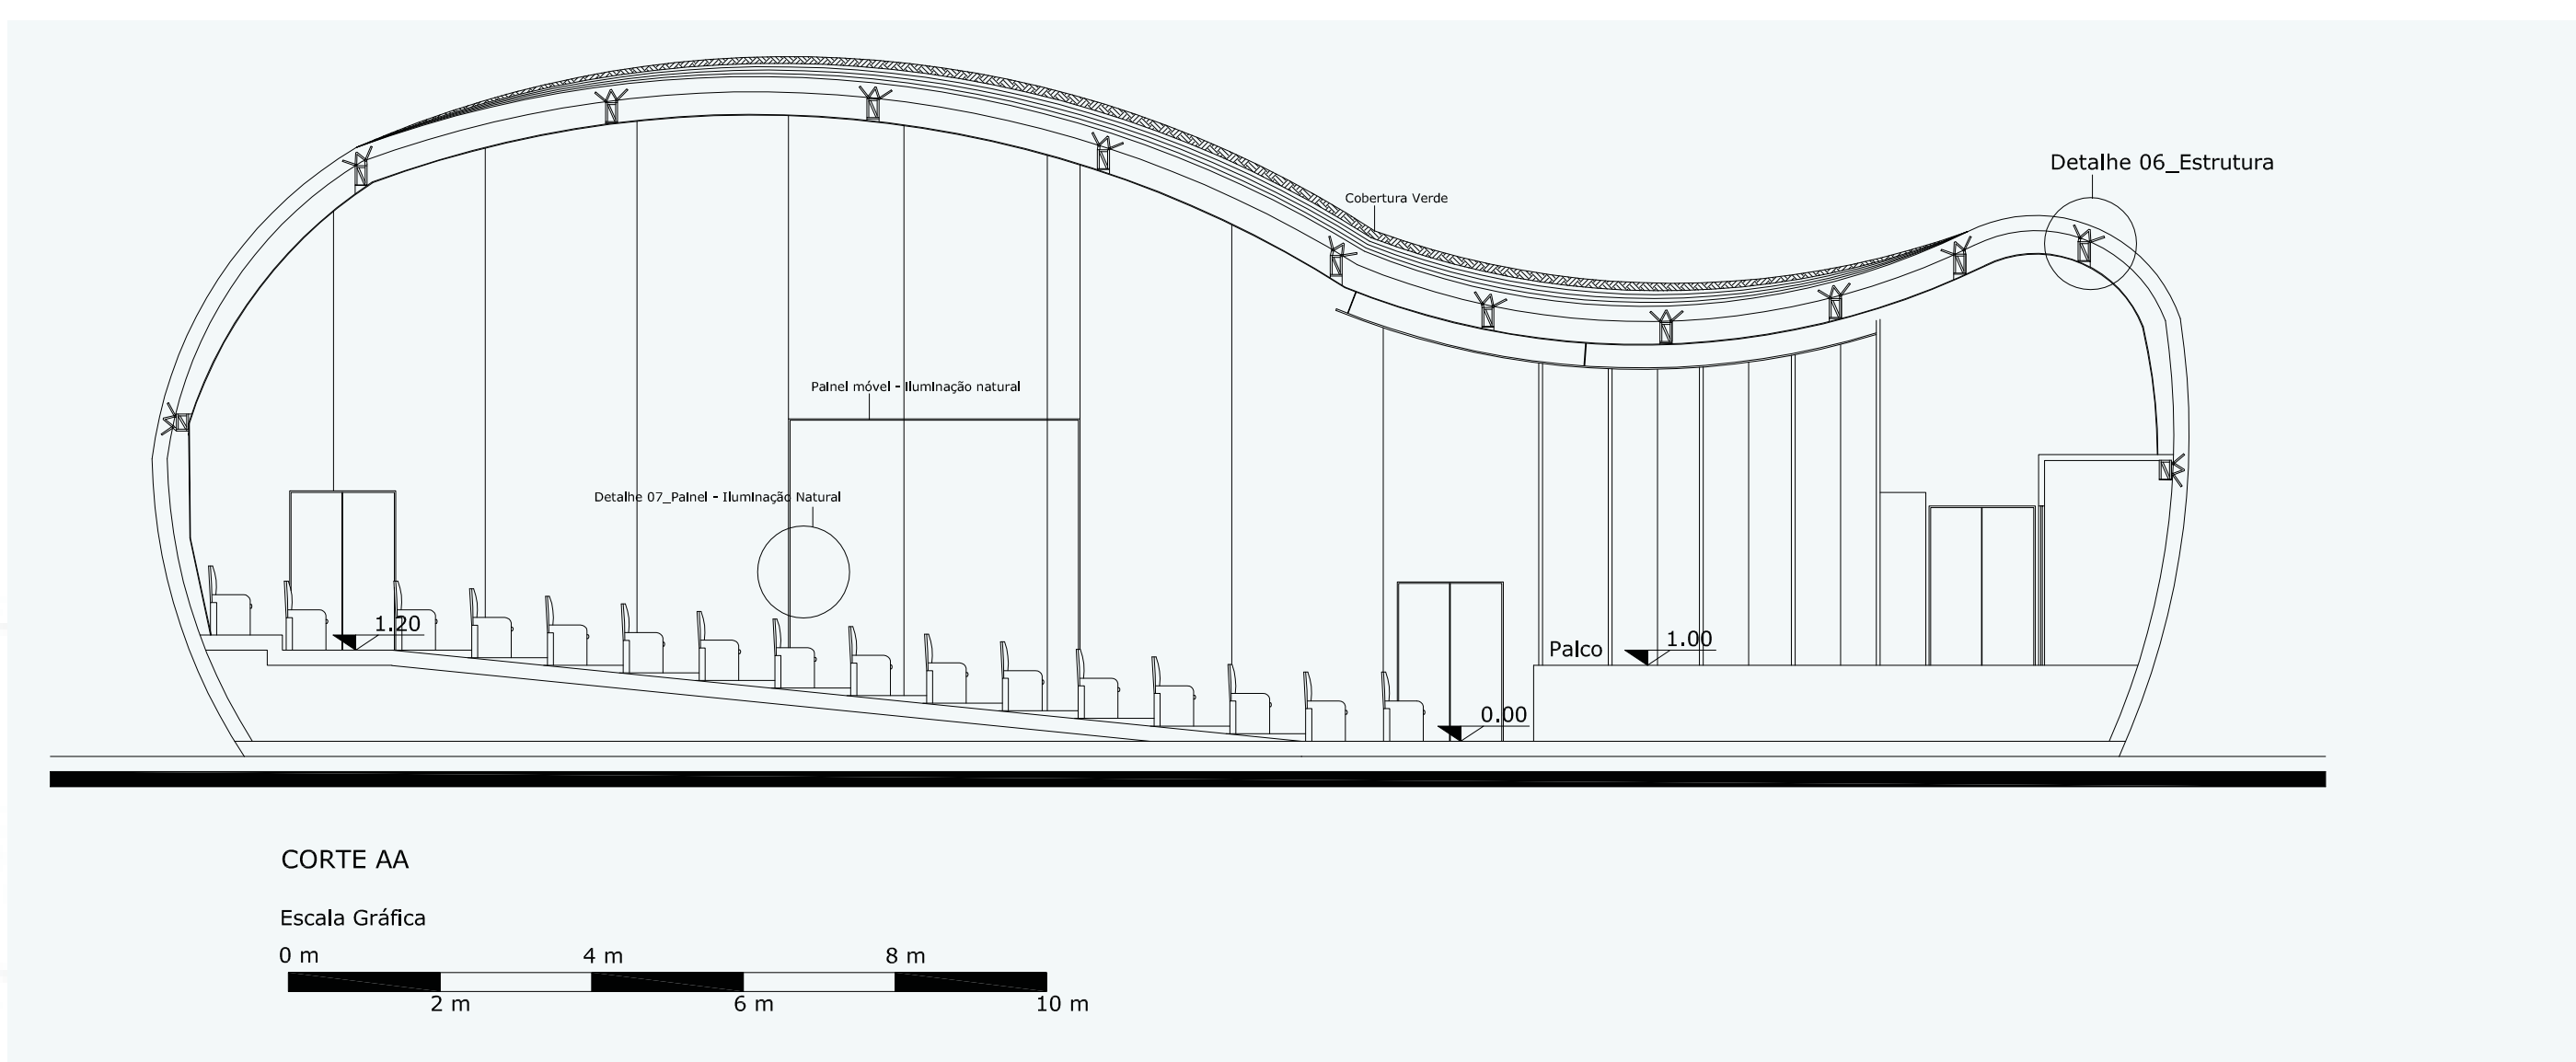 Detalhe 06_Estrutura
Cobertura Verde
Painel móvel - Iluminação natural
Detalhe 07_Painel - Iluminação Natural
1.20
Palco
1.00
0.00
CORTE AA
Escala Gráfica
0 m 4 m 8 m
2 m 6 m 10 m